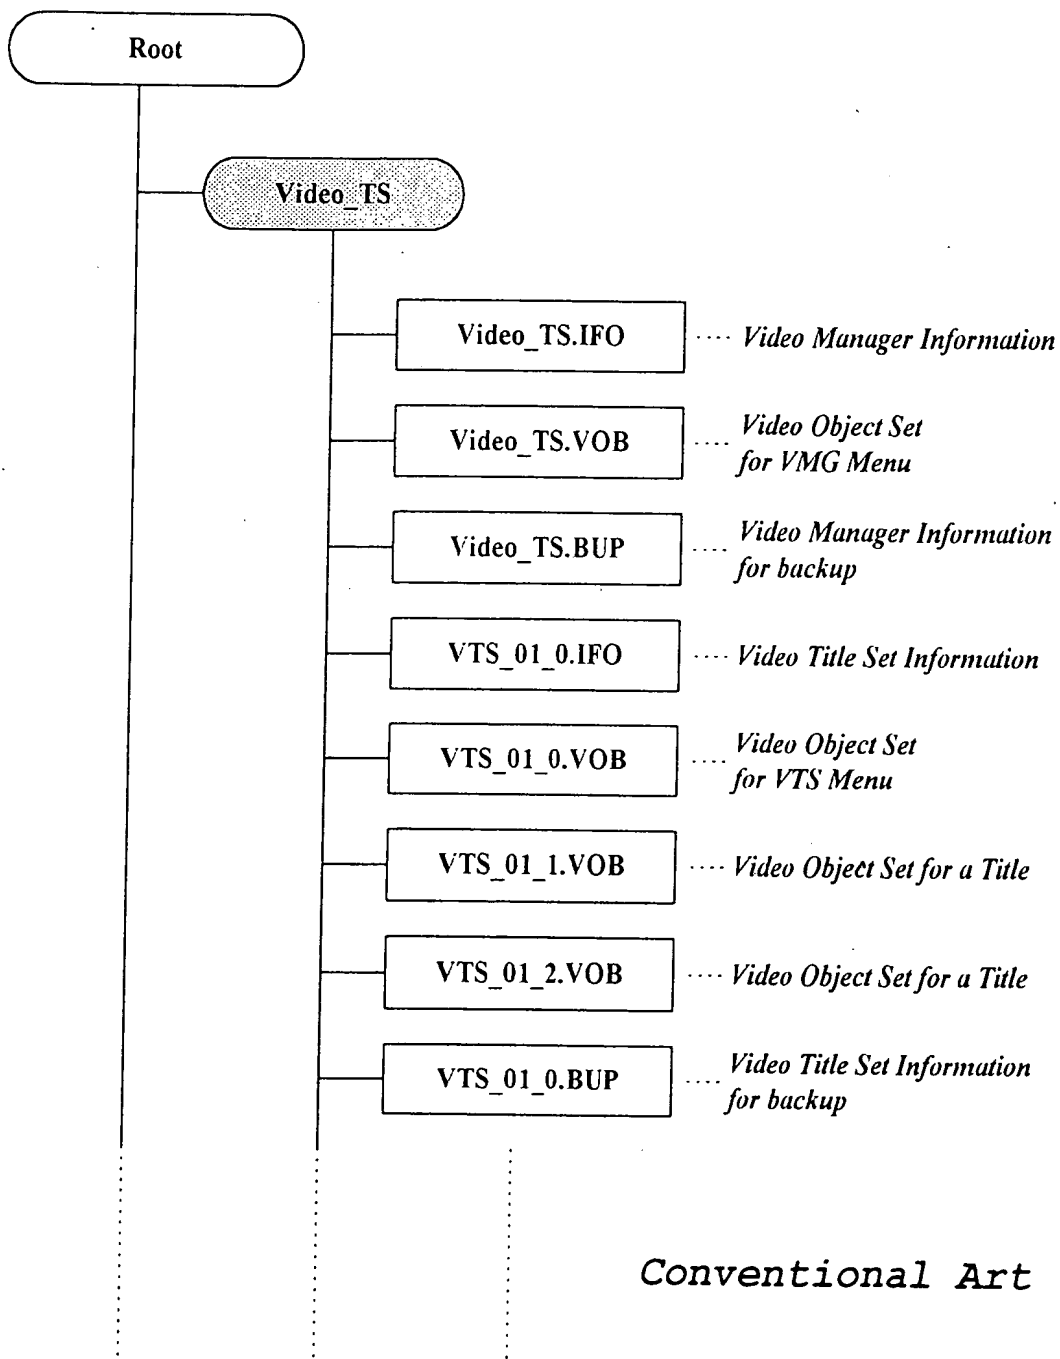 Root
Video_TS
Video_TS.IFO
Video Manager Information
Video_TS.VOB
Video Object Set
for VMG Menu
Video_TS.BUP
Video Manager Information
for backup
VTS_01_0.IFO
Video Title Set Information
VTS_01_0.VOB
Video Object Set
for VTS Menu
VTS_01_1.VOB
Video Object Set for a Title
VTS_01_2.VOB
Video Object Set for a Title
VTS_01_0.BUP
Video Title Set Information
for backup
Conventional Art